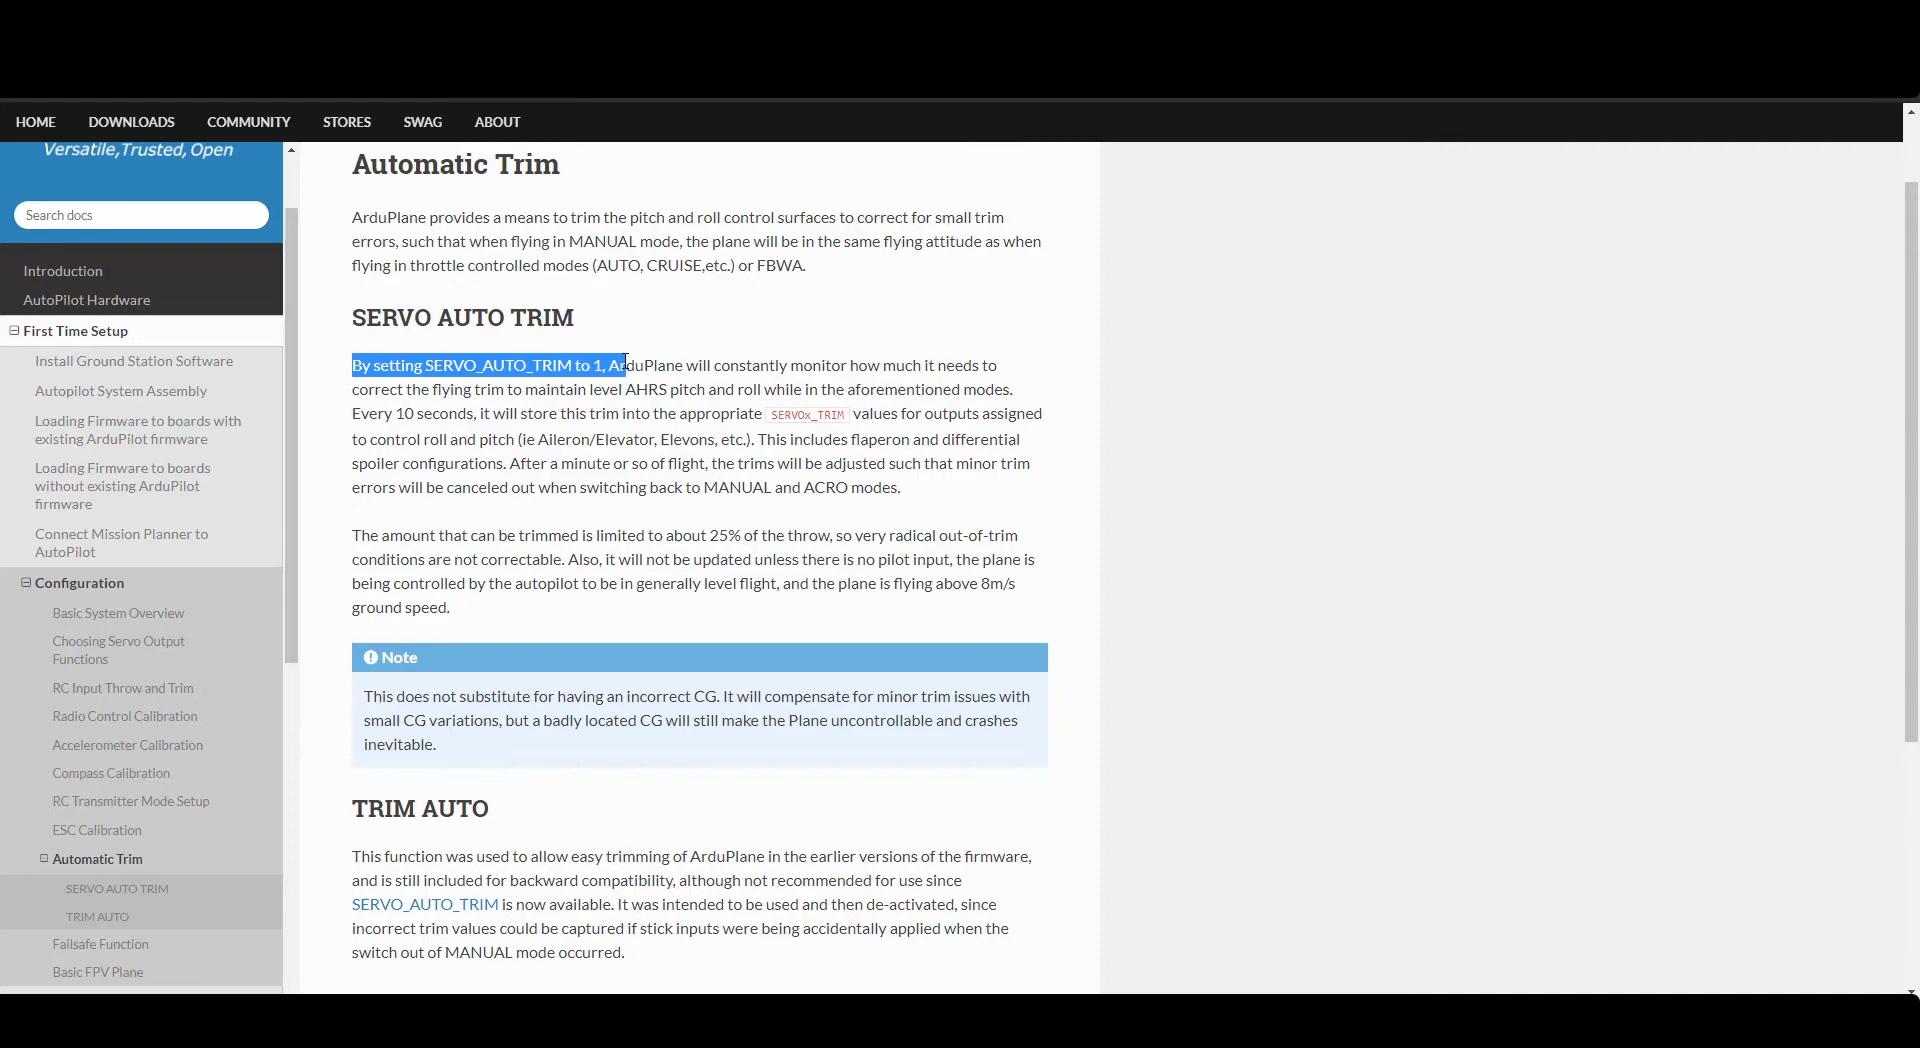 HOME DOWNLOADS COMMUNITY STORES SWAG ABOUT
Versatile,Trusted, Open
Search docs
Introduction
AutoPilot Hardware
First Time Setup
Install Ground Station Software
Autopilot System Assembly
Loading Firmware to boards with
existing ArduPilot firmware
Loading Firmware to boards
without existing ArduPilot
firmware
Connect Mission Planner to
AutoPilot
Configuration
Basic System Overview
Choosing Servo Output
Functions
RC Input Throw and Trim
Radio Control Calibration
Accelerometer Calibration
Compass Calibration
RC Transmitter Mode Setup
ESC Calibration
Automatic Trim
SERVO AUTO TRIM
TRIM AUTO
Failsafe Function
Basic FPV Plane
Automatic Trim
ArduPlane provides a means to trim the pitch and roll control surfaces to correct for small trim
errors, such that when flying in MANUAL mode, the plane will be in the same flying attitude as when
flying in throttle controlled modes (AUTO, CRUISE,etc.) or FBWA.
SERVO AUTO TRIM
By setting SERVO_AUTO_TRIM to 1, ArduPlane will constantly monitor how much it needs to
correct the flying trim to maintain level AHRS pitch and roll while in the aforementioned modes.
Every 10 seconds, it will store this trim into the appropriate SERVOx_TRIM values for outputs assigned
to control roll and pitch (ie Aileron/Elevator, Elevons, etc.). This includes flaperon and differential
spoiler configurations. After a minute or so of flight, the trims will be adjusted such that minor trim
errors will be canceled out when switching back to MANUAL and ACRO modes.
The amount that can be trimmed is limited to about 25% of the throw, so very radical out-of-trim
conditions are not correctable. Also, it will not be updated unless there is no pilot input, the plane is
being controlled by the autopilot to be in generally level flight, and the plane is flying above 8m/s
ground speed.
Note
This does not substitute for having an incorrect CG. It will compensate for minor trim issues with
small CG variations, but a badly located CG will still make the Plane uncontrollable and crashes
inevitable.
TRIM AUTO
This function was used to allow easy trimming of ArduPlane in the earlier versions of the firmware,
and is still included for backward compatibility, although not recommended for use since
SERVO_AUTO_TRIM is now available. It was intended to be used and then de-activated, since
incorrect trim values could be captured if stick inputs were being accidentally applied when the
switch out of MANUAL mode occurred.